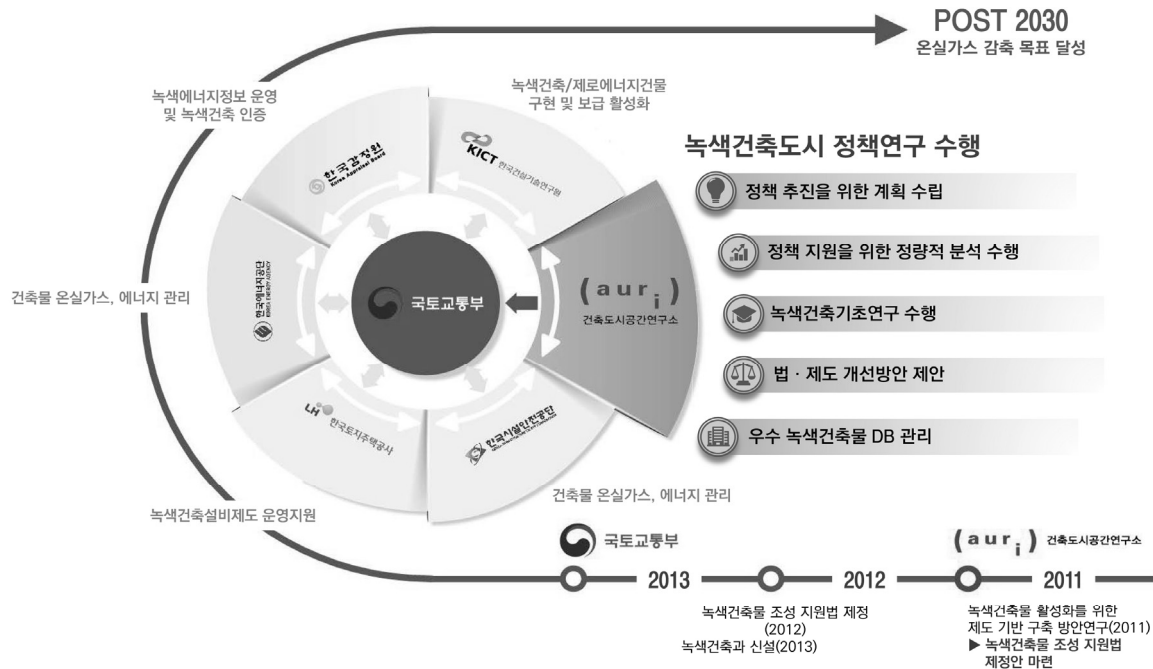 POST 2030
온실가스 감축 목표 달성
녹색에너지정보 운영
및 녹색건축 인증
녹색건축/제로에너지건물
구현 및 보급 활성화
한국감정원
Korea Appraisal Board
KICT 한국건설기술연구원
녹색건축도시 정책연구 수행
정책 추진을 위한 계획 수립
정책 지원을 위한 정량적 분석 수행
녹색건축기초연구 수행
법 · 제도 개선방안 제안
우수 녹색건축물 DB 관리
건축물 온실가스, 에너지 관리
한국에너지공단
KOREA ENERGY AGENCY
국토교통부
(auri)
건축도시공간연구소
LH 한국토지주택공사
한국시설안전공단
녹색건축설비제도 운영지원
건축물 온실가스, 에너지 관리
국토교통부
(auri) 건축도시공간연구소
2013
2012
2011
녹색건축물 조성 지원법 제정
(2012)
녹색건축과 신설(2013)
녹색건축물 활성화를 위한
제도 기반 구축 방안연구(2011)
▶ 녹색건축물 조성 지원법
제정안 마련